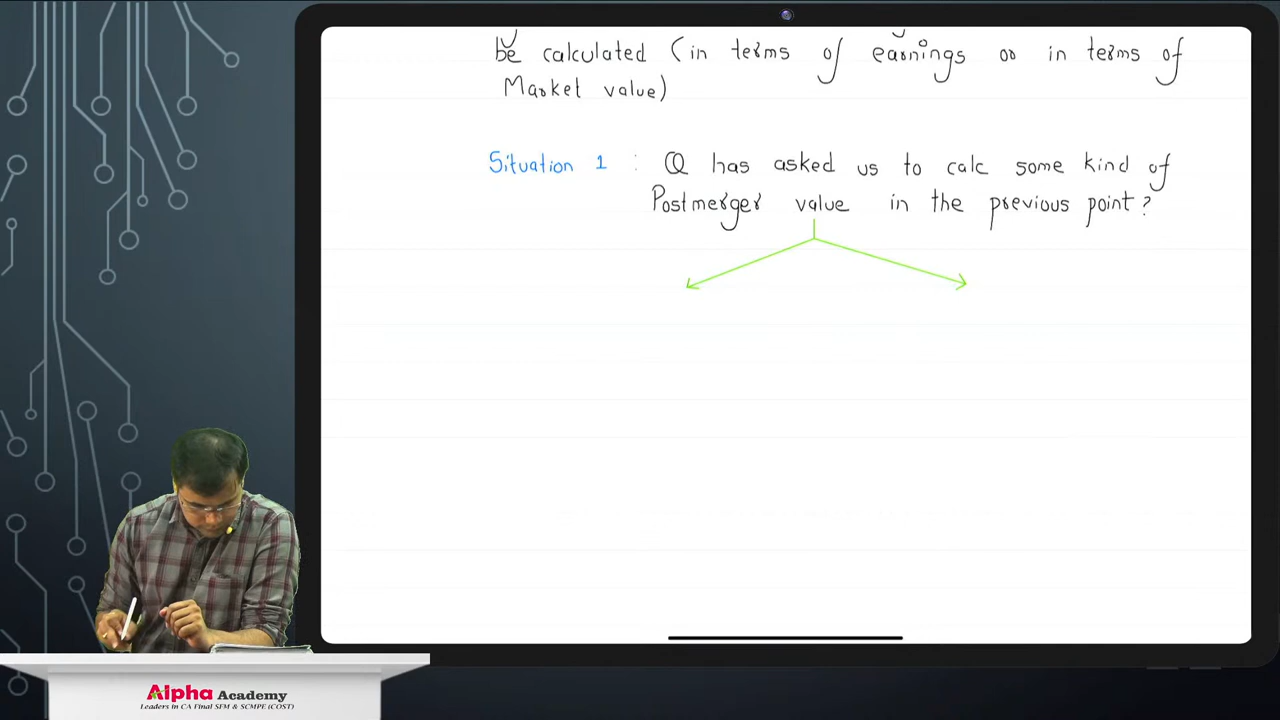 be calculated (in terms of earnings or in terms of
Market value)
Situation 1 : Q has asked us to calc some kind of
Postmerger value in the previous point?
Alpha Academy
Leaders in CA Final SFM & SCMPE (COST)